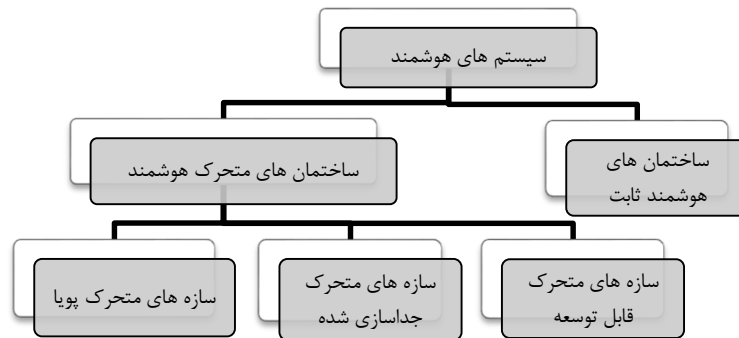 سیستم های هوشمند
ساختمان های
هوشمند ثابت
ساختمان های متحرک هوشمند
سازه های متحرک
قابل توسعه
سازه های متحرک
جداسازی شده
سازه های متحرک پویا